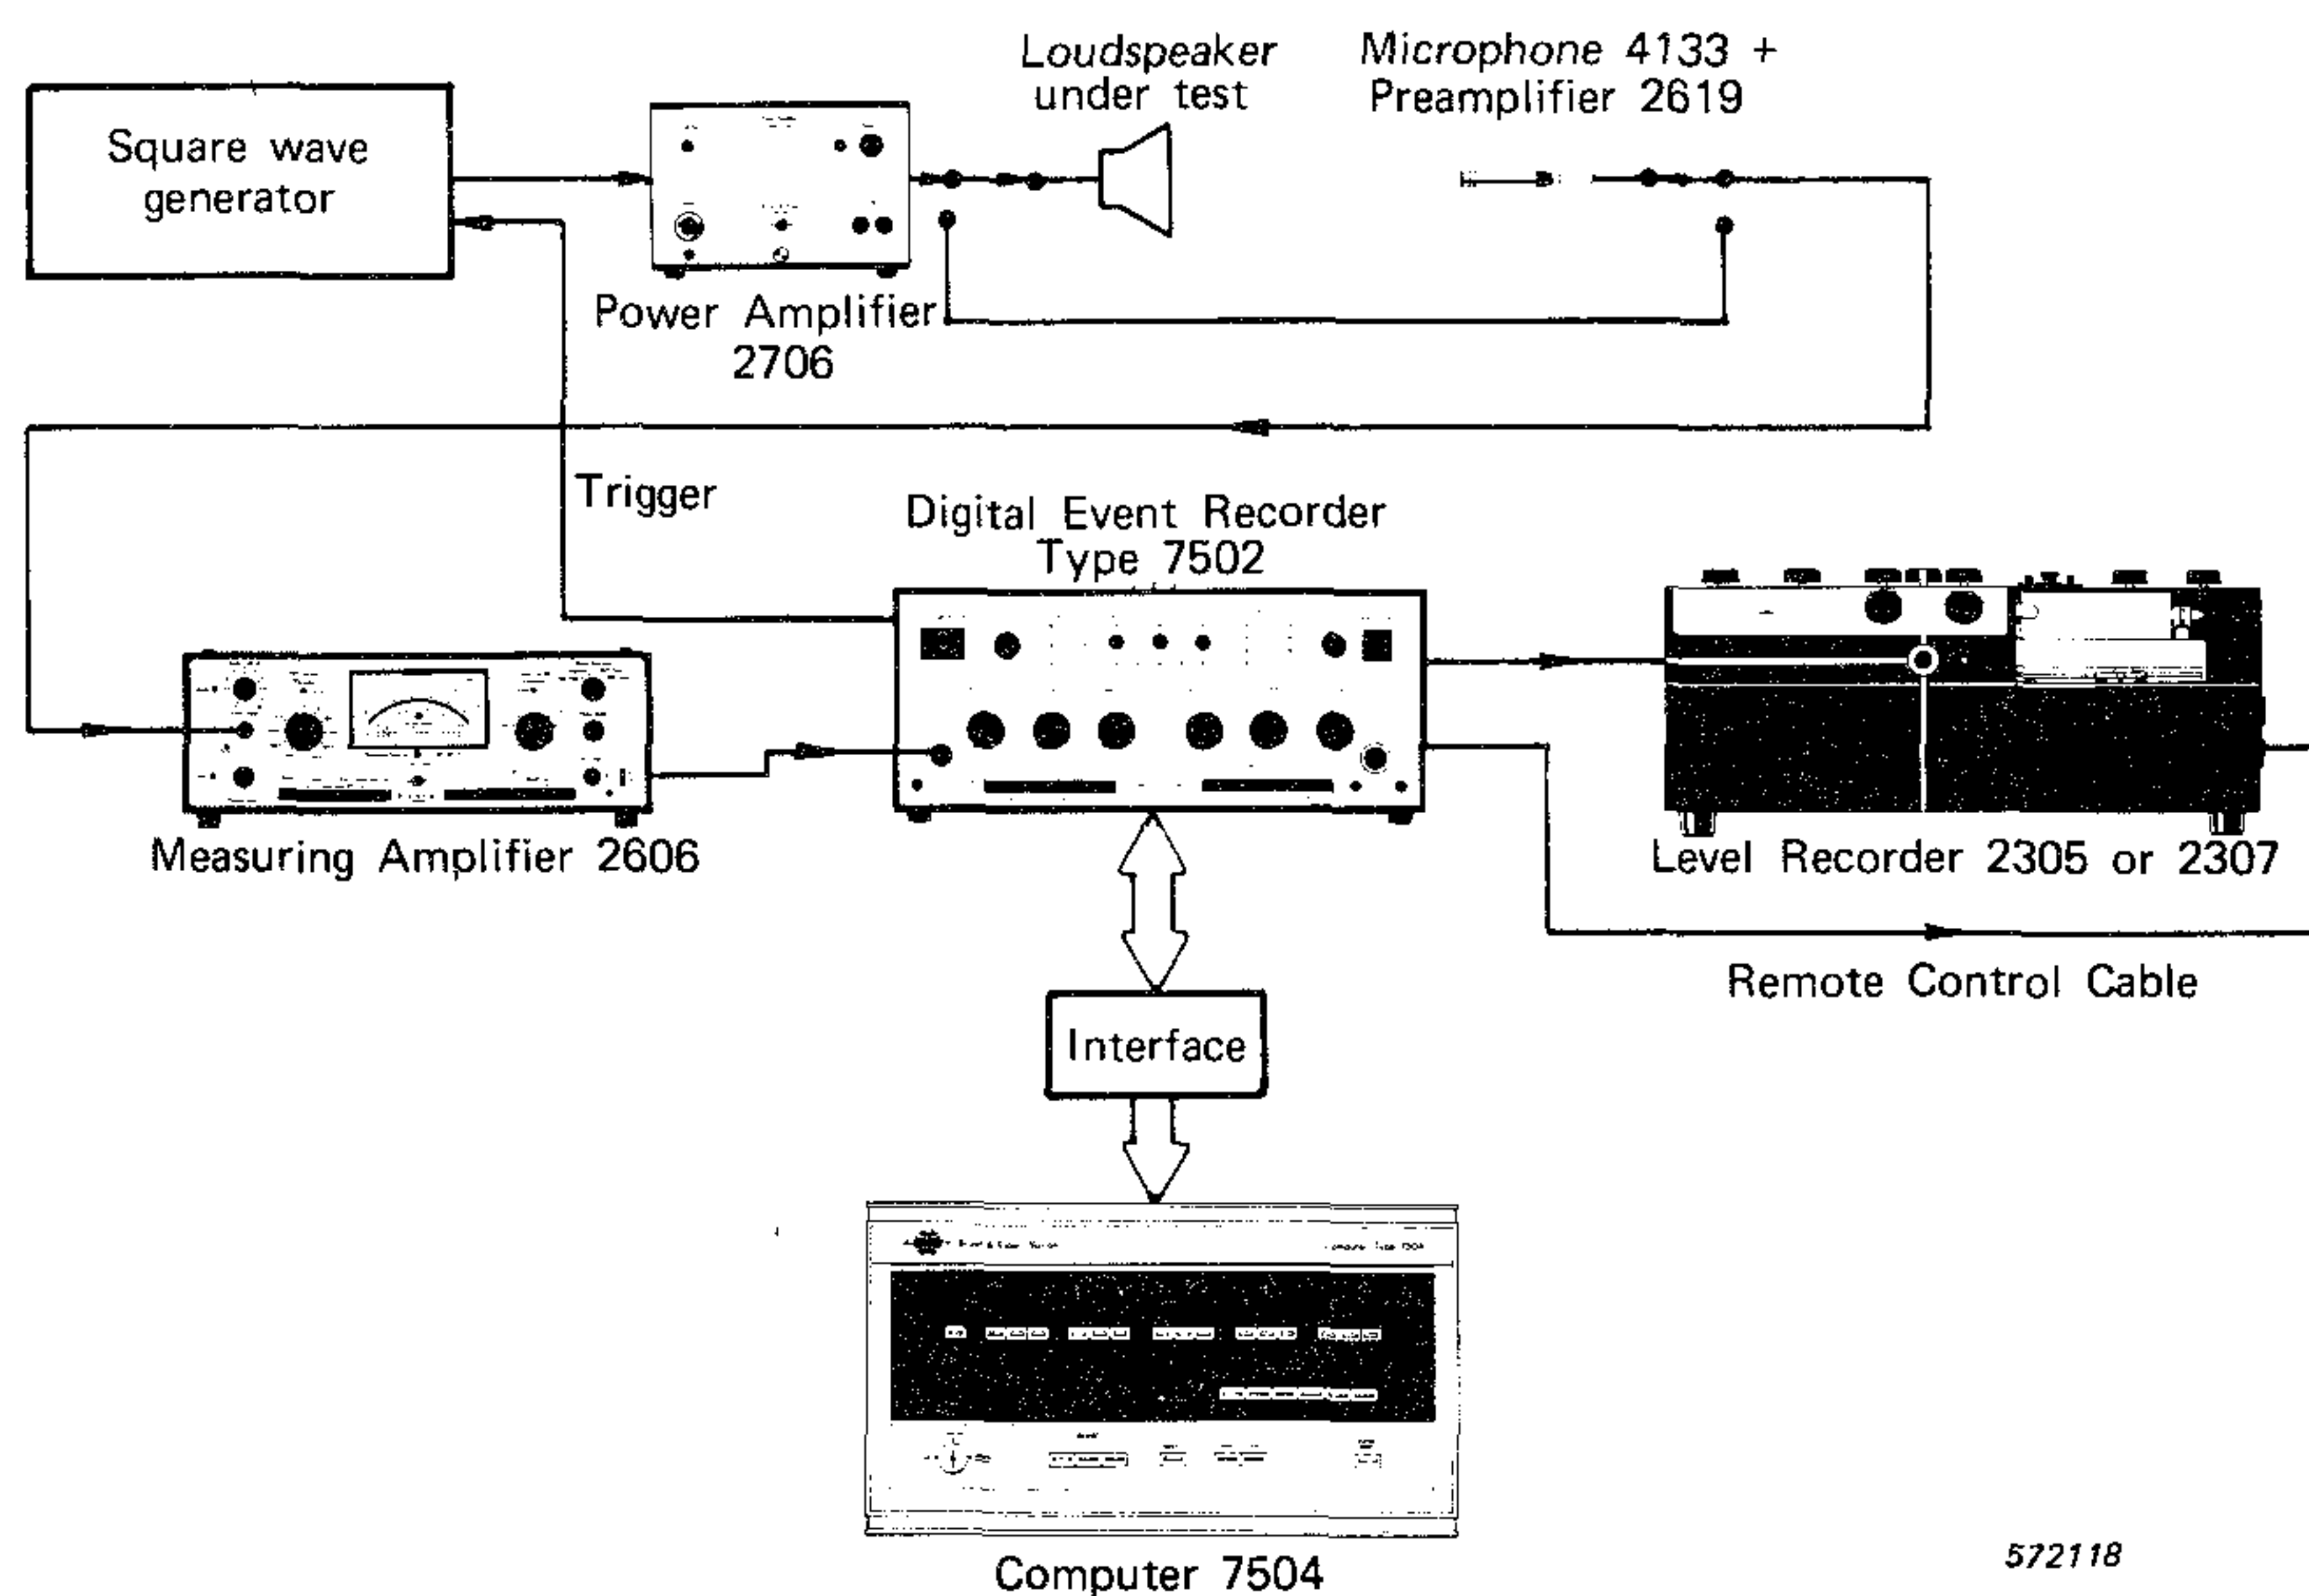 Square wave
generator
Loudspeaker
under test
Microphone 4133 +
Preamplifier 2619
Power Amplifier
2706
Trigger
Digital Event Recorder
Type 7502
Measuring Amplifier 2606
Level Recorder 2305 or 2307
Remote Control Cable
Interface
Computer 7504
572118